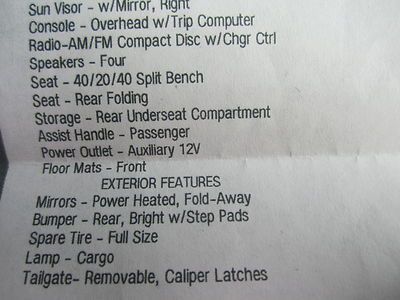 Sun Visor - w/Mirror, Right
Console - Overhead w/Trip Computer
Radio-AM/FM Compact Disc w/Chgr Ctrl
Speakers - Four
Seat - 40/20/40 Split Bench
Seat - Rear Folding
Storage - Rear Underseat Compartment
Assist Handle - Passenger
Power Outlet - Auxiliary 12V
Floor Mats - Front
EXTERIOR FEATURES
Mirrors - Power Heated, Fold-Away
Bumper - Rear, Bright w/Step Pads
Spare Tire - Full Size
Lamp - Cargo
Tailgate- Removable, Caliper Latches